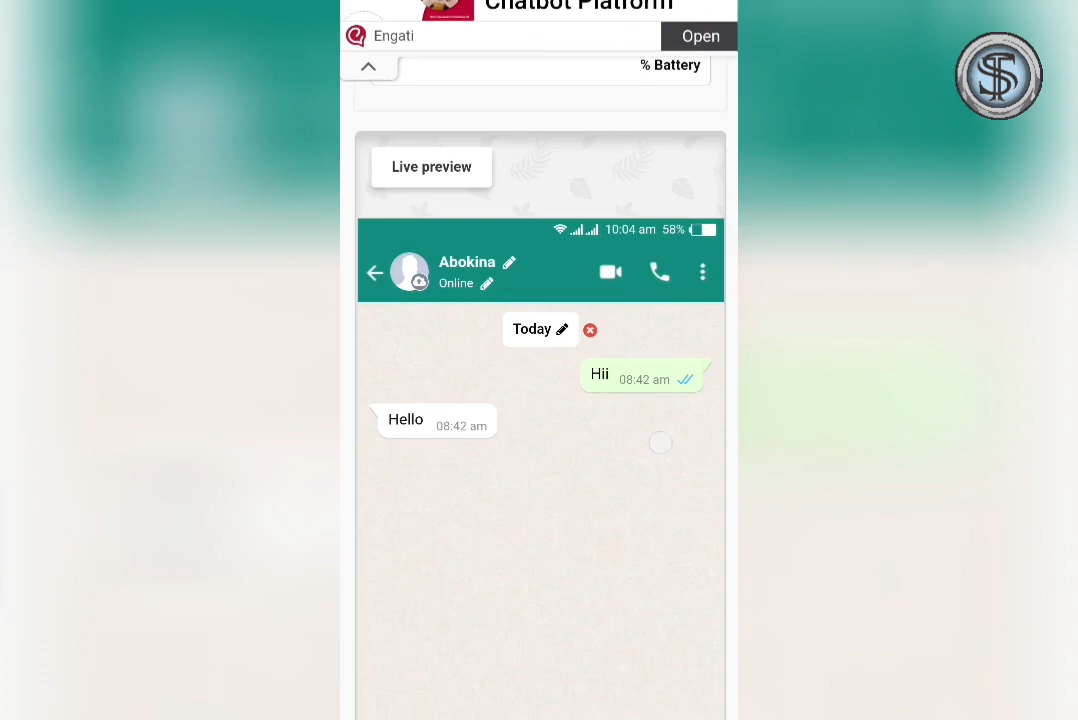 Chatbot Platform
Engati
Open
% Battery
Live preview
10:04 am 58%
Abokina
Online
Today
Hii 08:42 am
Hello 08:42 am